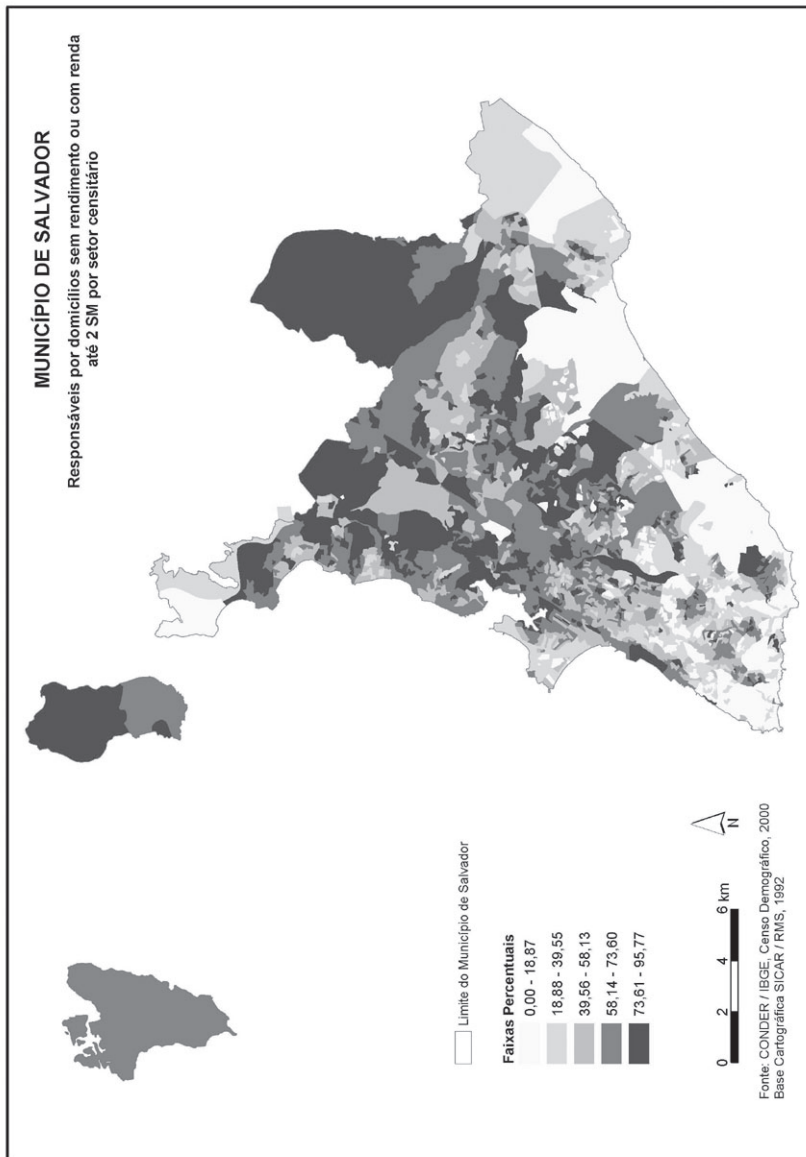 MUNICÍPIO DE SALVADOR
Responsáveis por domicílios sem rendimento ou com renda
até 2 SM por setor censitário
Limite do Município de Salvador
Faixas Percentuais
0,00 - 18,87
18,88 - 39,55
39,56 - 58,13
58,14 - 73,60
73,61 - 95,77
0 2 4 6 km
N
Fonte: CONDER / IBGE, Censo Demográfico, 2000
Base Cartográfica SICAR / RMS, 1992